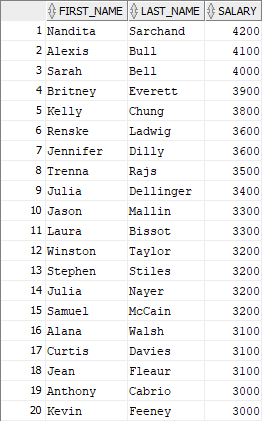 FIRST_NAME LAST_NAME SALARY
1 Nandita Sarchand 4200
2 Alexis Bull 4100
3 Sarah Bell 4000
4 Britney Everett 3900
5 Kelly Chung 3800
6 Renske Ladwig 3600
7 Jennifer Dilly 3600
8 Trenna Rajs 3500
9 Julia Dellinger 3400
10 Jason Mallin 3300
11 Laura Bissot 3300
12 Winston Taylor 3200
13 Stephen Stiles 3200
14 Julia Nayer 3200
15 Samuel McCain 3200
16 Alana Walsh 3100
17 Curtis Davies 3100
18 Jean Fleaur 3100
19 Anthony Cabrio 3000
20 Kevin Feeney 3000